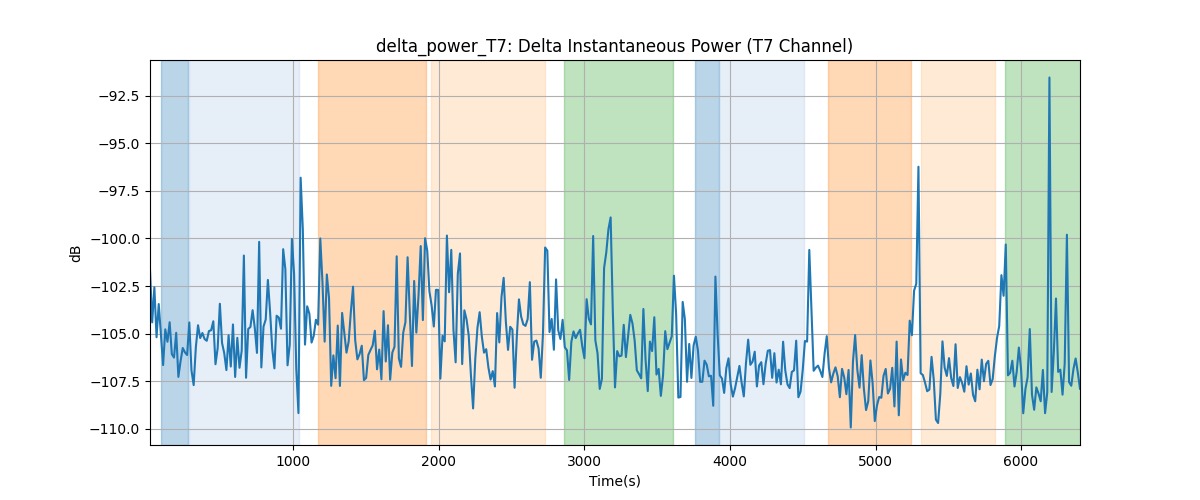 delta_power_T7: Delta Instantaneous Power (T7 Channel)
−92.5
−95.0
−97.5
−100.0
−102.5
−105.0
−107.5
−110.0
dB
1000 2000 3000 4000 5000 6000
Time(s)